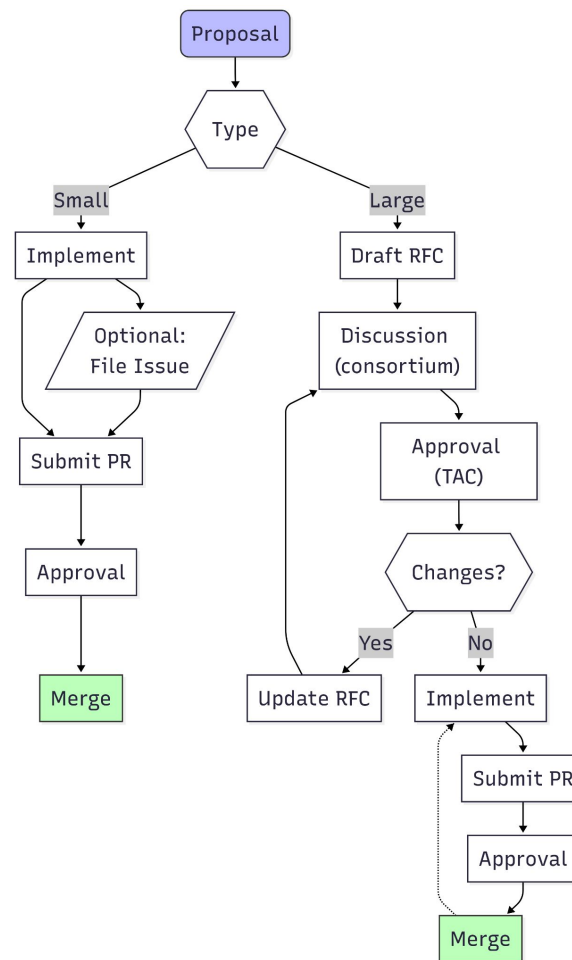 Proposal
Type
Small
Large
Implement
Draft RFC
Optional:
File Issue
Discussion
(consortium)
Submit PR
Approval
(TAC)
Approval
Changes?
Yes
No
Merge
Update RFC
Implement
Submit PR
Approval
Merge